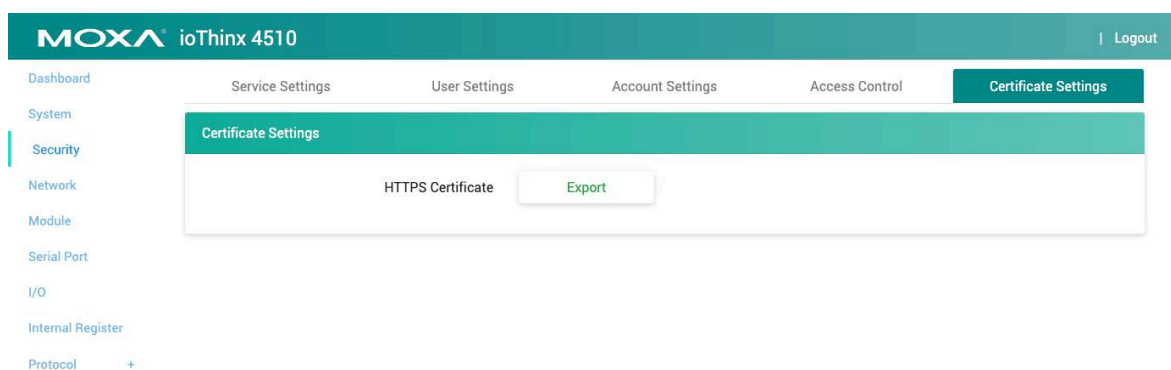 MOXA® ioThinx 4510 | Logout
Dashboard
Service Settings User Settings Account Settings Access Control Certificate Settings
System
Certificate Settings
Security
Network
HTTPS Certificate Export
Module
Serial Port
I/O
Internal Register
Protocol +